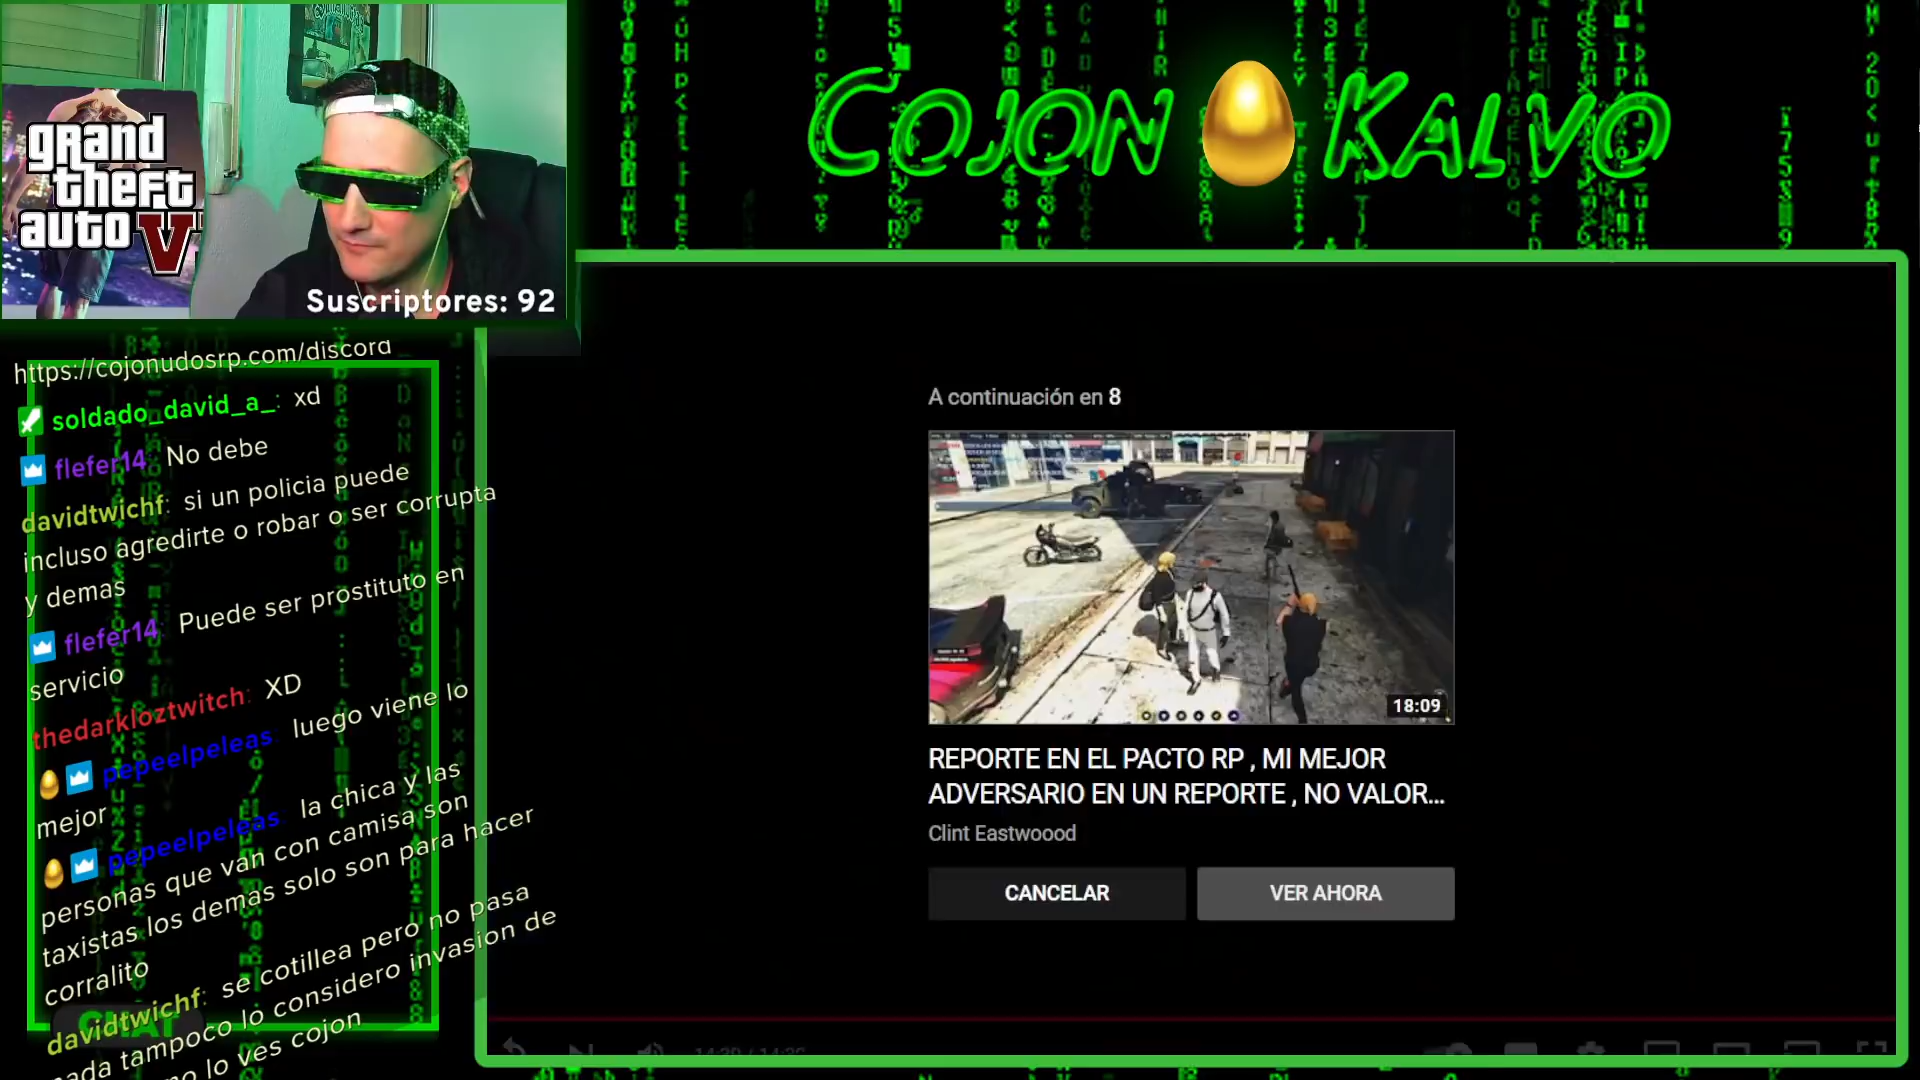 COJON KALVO
grand
theft
auto
V
Suscriptores: 92
https://cojonudosrp.com/discord
soldado_david_a_: xd
flefer14: No debe
davidtwichf: si un policia puede
incluso agredirte o robar o ser corrupta
y demas
flefer14: Puede ser prostituto en
servicio
thedarkloztwitch: XD
pepeelpeleas: luego viene lo
mejor
pepeelpeleas: la chica y las
personas que van con camisa son
taxistas los demas solo son para hacer
corralito
davidtwichf: se cotillea pero no pasa
nada tampoco lo considero invasion de
no lo ves cojon
CHAT
A continuación en 8
18:09
REPORTE EN EL PACTO RP , MI MEJOR
ADVERSARIO EN UN REPORTE , NO VALOR...
Clint Eastwoood
CANCELAR
VER AHORA